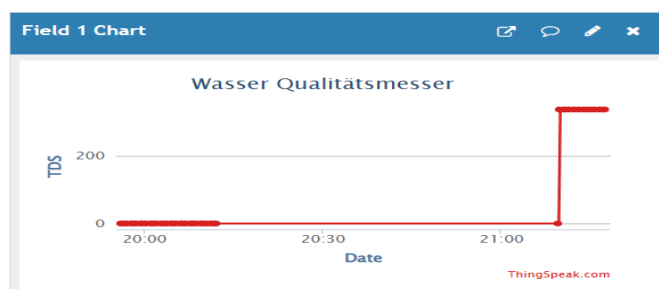 Field 1 Chart
Wasser Qualitätsmesser
TDS
200
0
20:00 20:30 21:00
Date
ThingSpeak.com